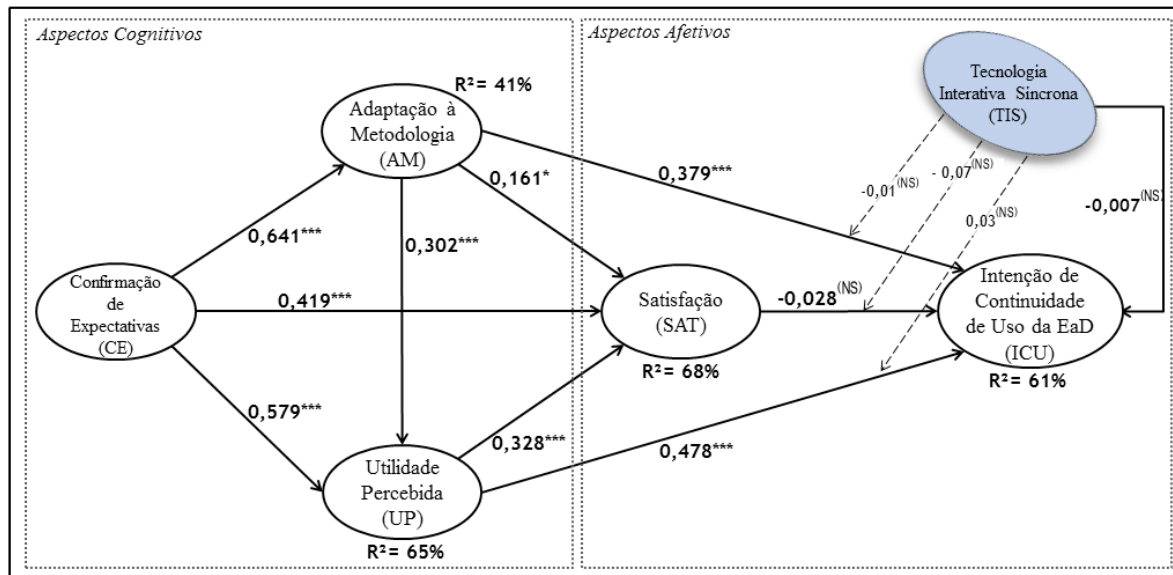 Aspectos Cognitivos
Aspectos Afetivos
R²= 41%
Adaptação à
Metodologia
(AM)
Tecnologia
Interativa Síncrona
(TIS)
0,641***
0,302***
0,161*
0,379***
-0,01(NS)
- 0,07(NS)
0,03(NS)
-0,007(NS)
Confirmação
de
Expectativas
(CE)
0,419***
Satisfação
(SAT)
R²= 68%
-0,028(NS)
Intenção de
Continuidade
de Uso da EaD
(ICU)
R²= 61%
0,579***
0,328***
0,478***
Utilidade
Percebida
(UP)
R²= 65%